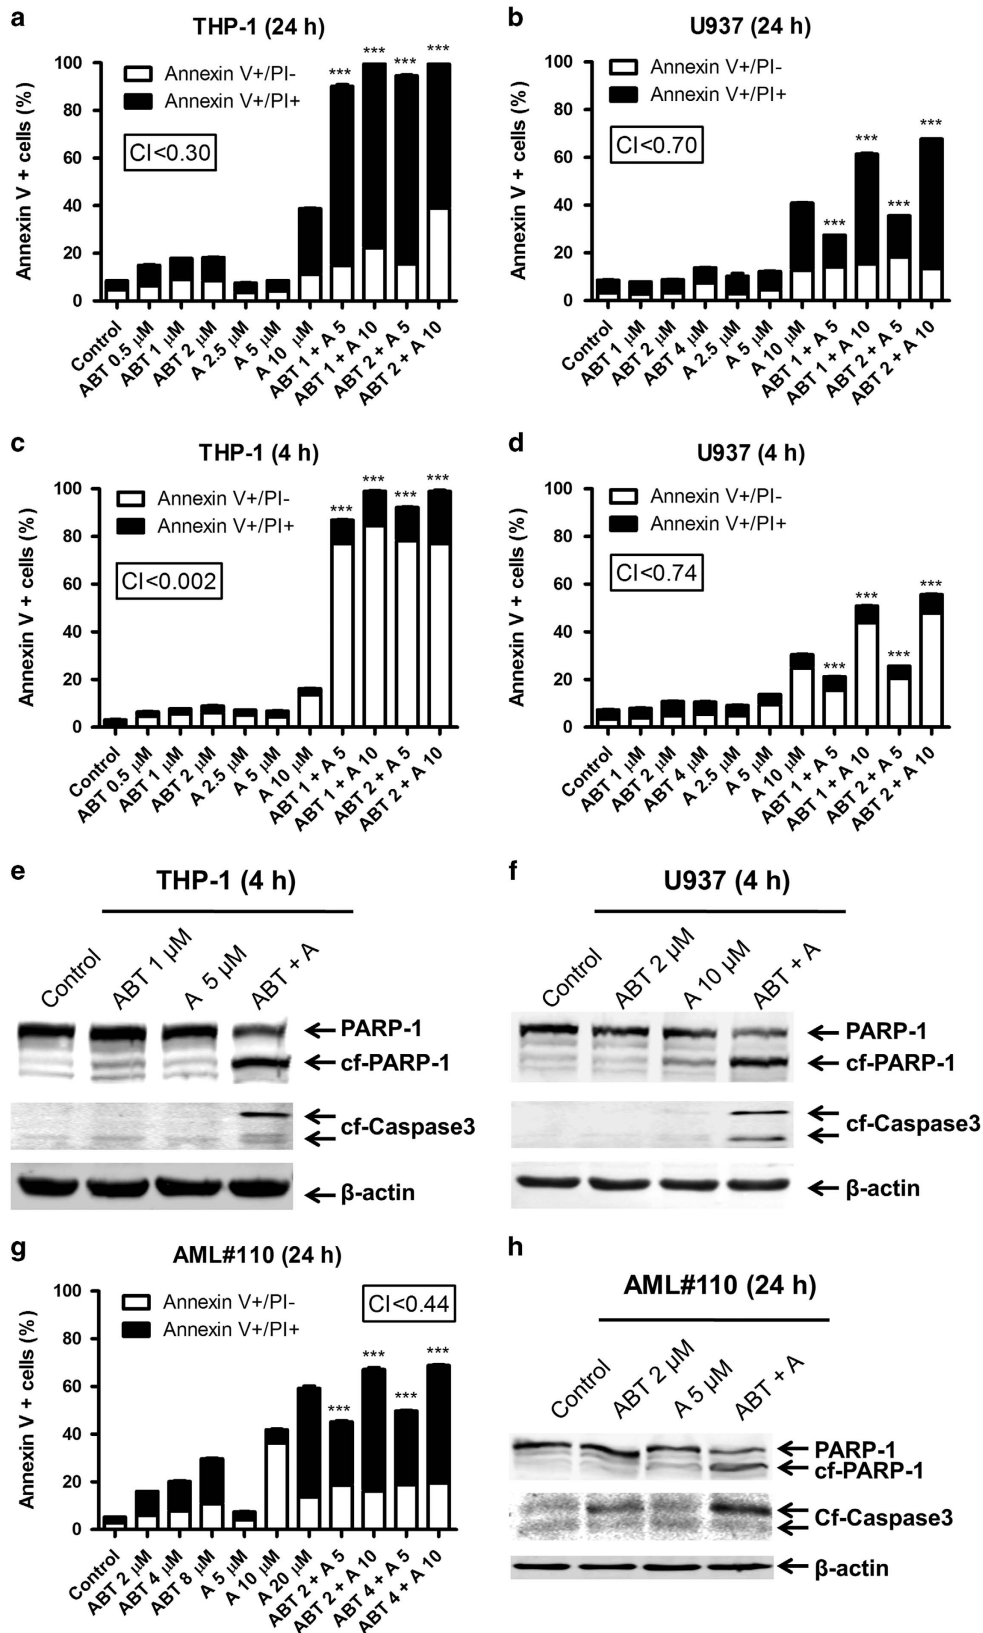 a
THP-1 (24 h)
Annexin V + cells (%)
100
80
60
40
20
0
Annexin V+/PI-
Annexin V+/PI+
CI<0.30
*** *** *** ***
Control
ABT 0.5 µM
ABT 1 µM
ABT 2 µM
A 2.5 µM
A 5 µM
A 10 µM
ABT 1 + A 5
ABT 1 + A 10
ABT 2 + A 5
ABT 2 + A 10
b
U937 (24 h)
Annexin V + cells (%)
100
80
60
40
20
0
Annexin V+/PI-
Annexin V+/PI+
CI<0.70
*** *** *** ***
Control
ABT 1 µM
ABT 2 µM
ABT 4 µM
A 2.5 µM
A 5 µM
A 10 µM
ABT 1 + A 5
ABT 1 + A 10
ABT 2 + A 5
ABT 2 + A 10
c
THP-1 (4 h)
Annexin V + cells (%)
100
80
60
40
20
0
Annexin V+/PI-
Annexin V+/PI+
CI<0.002
*** *** *** ***
Control
ABT 0.5 µM
ABT 1 µM
ABT 2 µM
A 2.5 µM
A 5 µM
A 10 µM
ABT 1 + A 5
ABT 1 + A 10
ABT 2 + A 5
ABT 2 + A 10
d
U937 (4 h)
Annexin V + cells (%)
100
80
60
40
20
0
Annexin V+/PI-
Annexin V+/PI+
CI<0.74
*** *** *** ***
Control
ABT 1 µM
ABT 2 µM
ABT 4 µM
A 2.5 µM
A 5 µM
A 10 µM
ABT 1 + A 5
ABT 1 + A 10
ABT 2 + A 5
ABT 2 + A 10
e
THP-1 (4 h)
Control
ABT 1 µM
A 5 µM
ABT + A
PARP-1
cf-PARP-1
cf-Caspase3
β-actin
f
U937 (4 h)
Control
ABT 2 µM
A 10 µM
ABT + A
PARP-1
cf-PARP-1
cf-Caspase3
β-actin
g
AML#110 (24 h)
Annexin V + cells (%)
100
80
60
40
20
0
Annexin V+/PI-
Annexin V+/PI+
CI<0.44
*** *** *** ***
Control
ABT 2 µM
ABT 4 µM
ABT 8 µM
A 5 µM
A 10 µM
A 20 µM
ABT 2 + A 5
ABT 2 + A 10
ABT 4 + A 5
ABT 4 + A 10
h
AML#110 (24 h)
Control
ABT 2 µM
A 5 µM
ABT + A
PARP-1
cf-PARP-1
Cf-Caspase3
β-actin